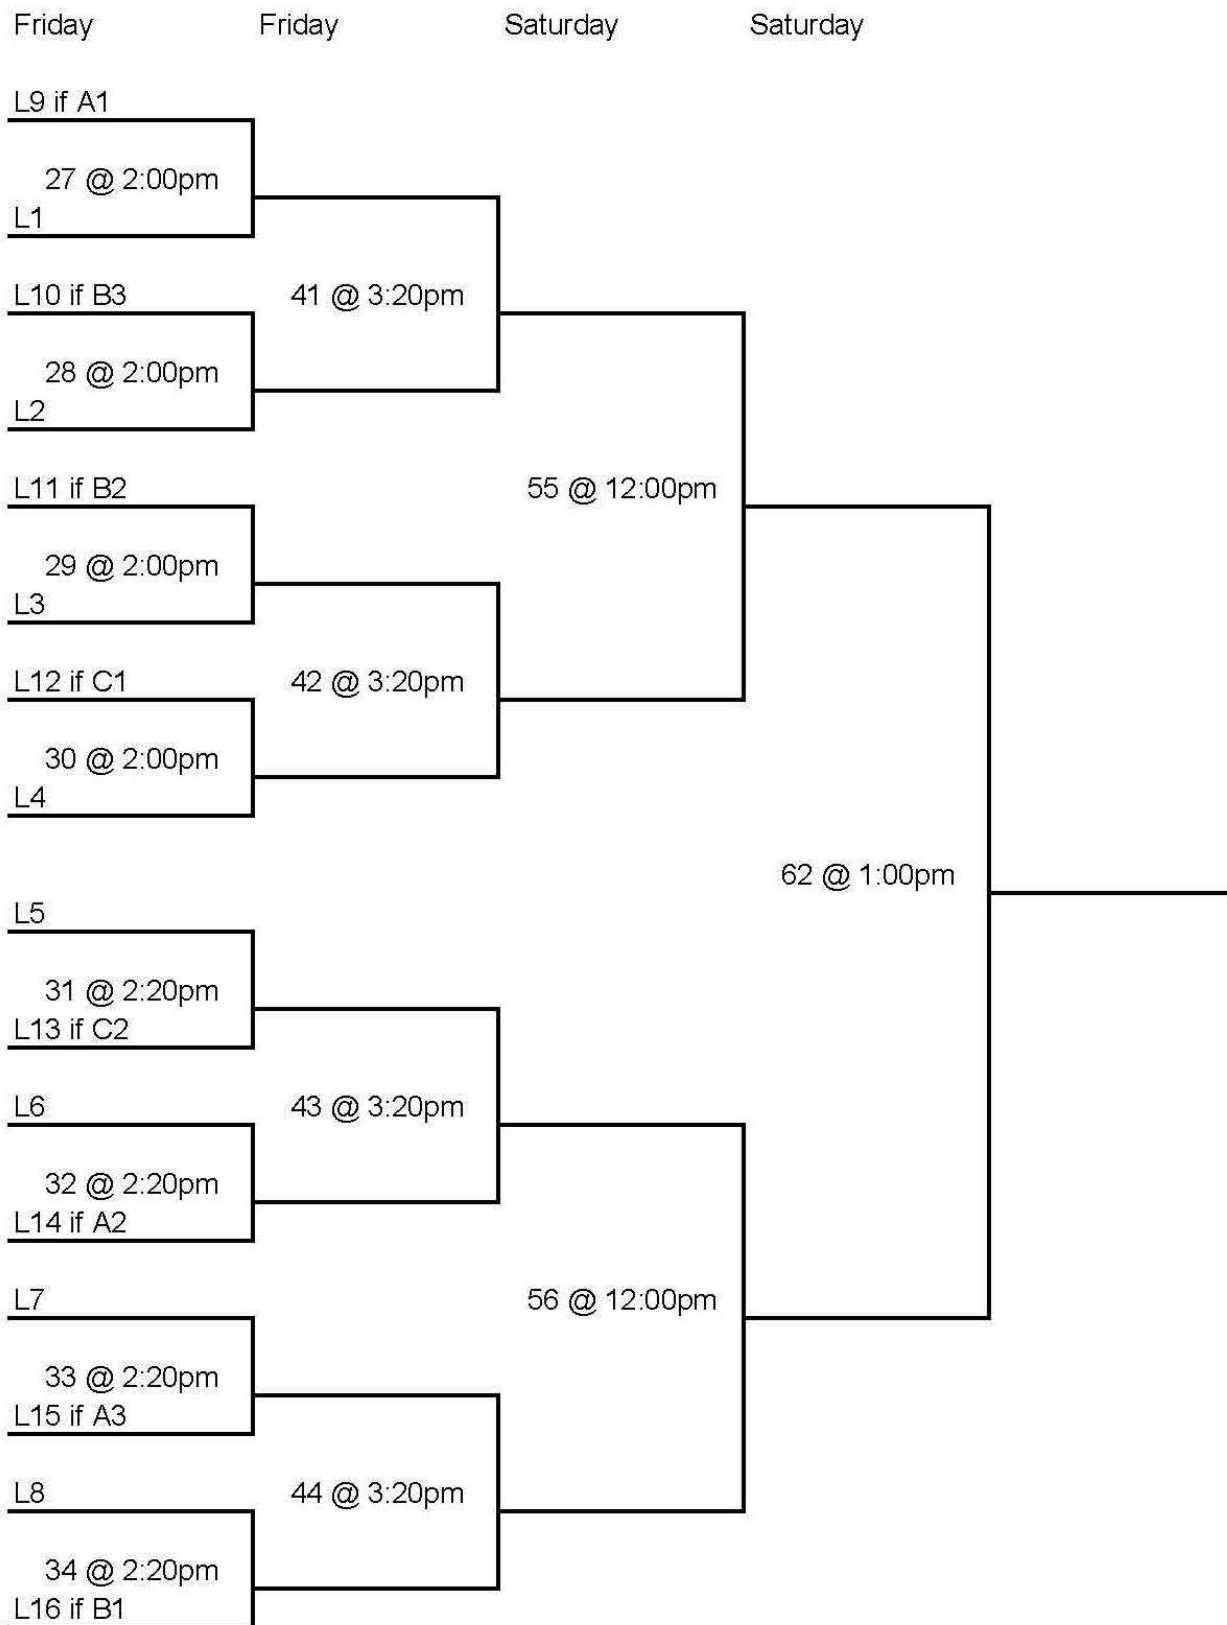 Friday Friday Saturday Saturday
L9 if A1
27 @ 2:00pm
L1
L10 if B3
41 @ 3:20pm
28 @ 2:00pm
L2
L11 if B2
55 @ 12:00pm
29 @ 2:00pm
L3
L12 if C1
42 @ 3:20pm
30 @ 2:00pm
L4
62 @ 1:00pm
L5
31 @ 2:20pm
L13 if C2
L6
43 @ 3:20pm
32 @ 2:20pm
L14 if A2
L7
56 @ 12:00pm
33 @ 2:20pm
L15 if A3
L8
44 @ 3:20pm
34 @ 2:20pm
L16 if B1